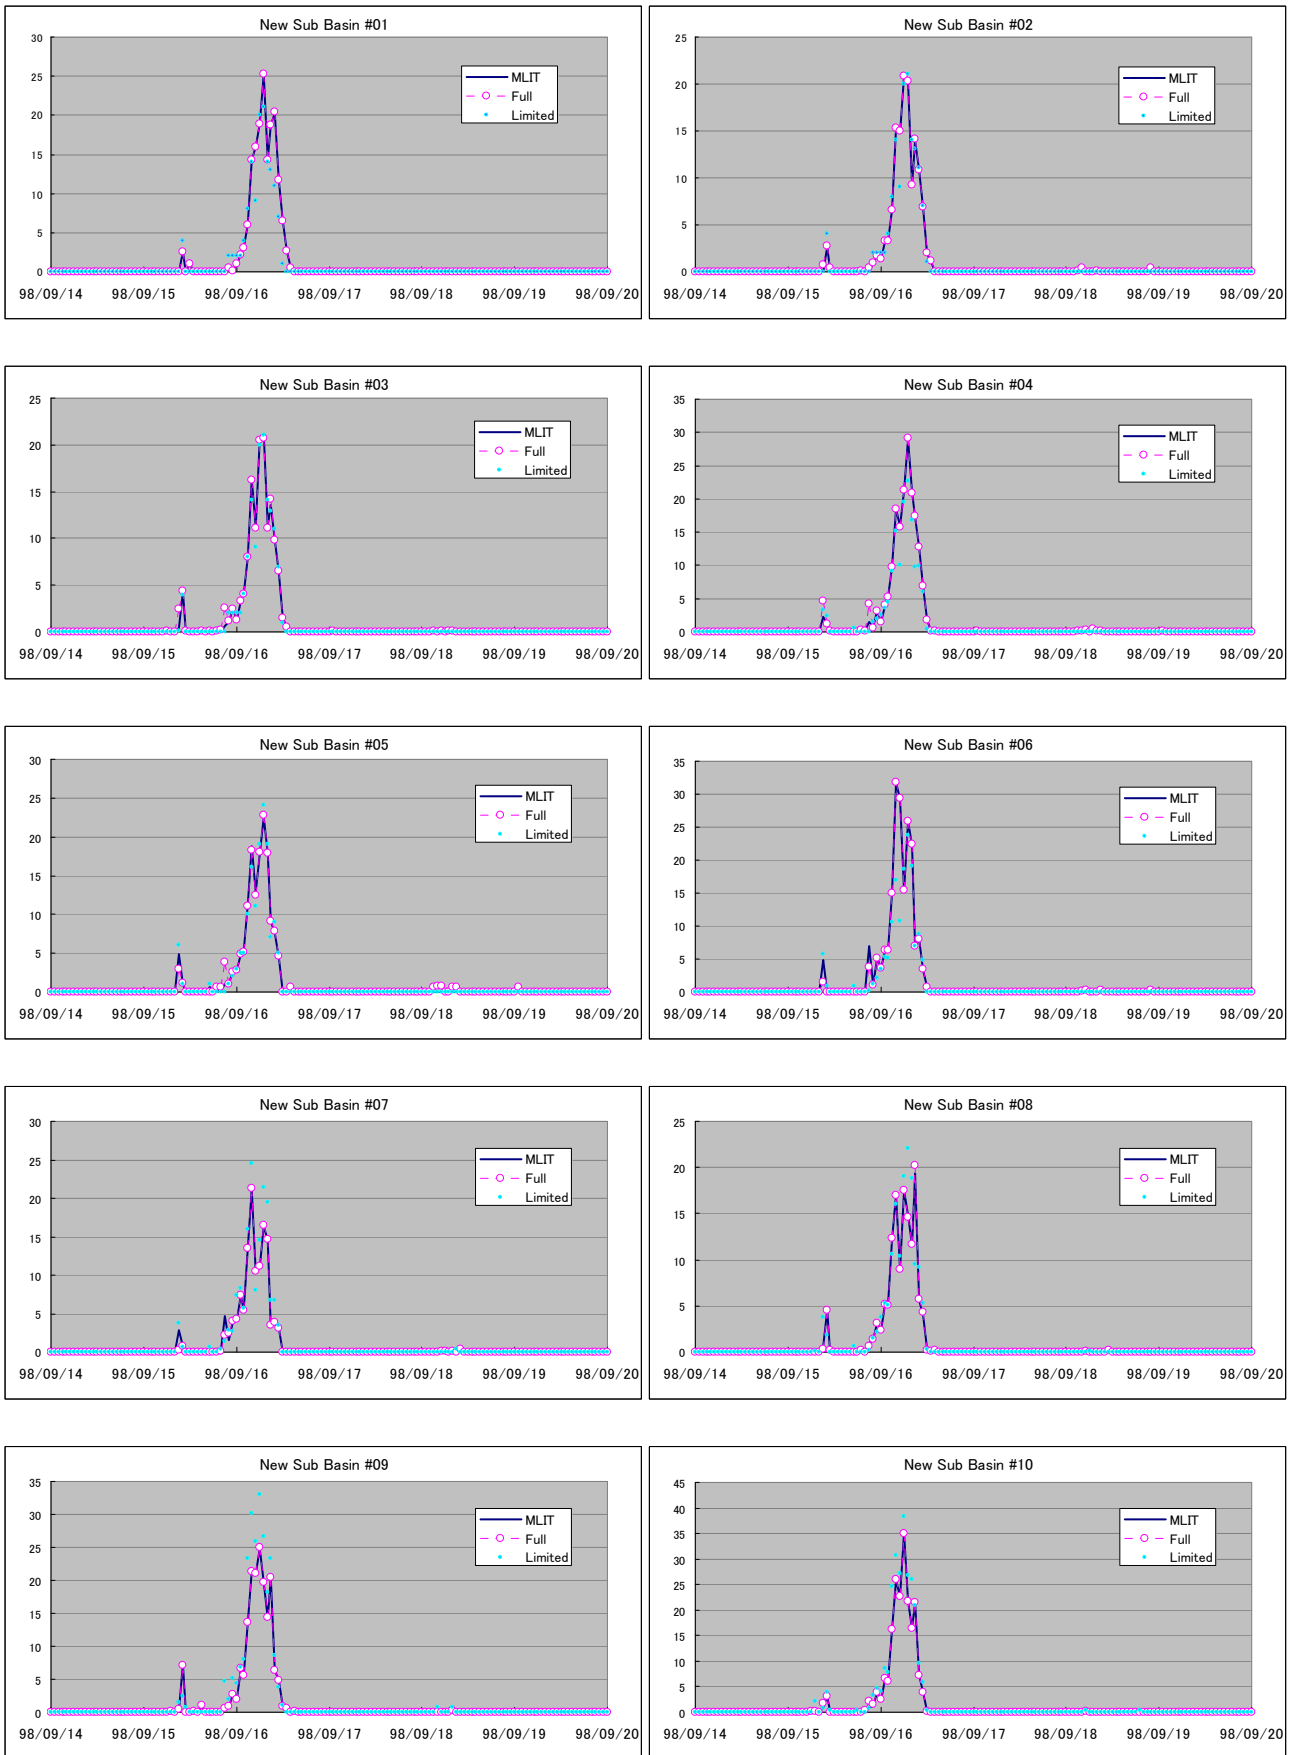 New Sub Basin #01
30
25
20
15
10
5
0
MLIT
Full
Limited
98/09/14 98/09/15 98/09/16 98/09/17 98/09/18 98/09/19 98/09/20
New Sub Basin #02
25
20
15
10
5
0
MLIT
Full
Limited
98/09/14 98/09/15 98/09/16 98/09/17 98/09/18 98/09/19 98/09/20
New Sub Basin #03
25
20
15
10
5
0
MLIT
Full
Limited
98/09/14 98/09/15 98/09/16 98/09/17 98/09/18 98/09/19 98/09/20
New Sub Basin #04
35
30
25
20
15
10
5
0
MLIT
Full
Limited
98/09/14 98/09/15 98/09/16 98/09/17 98/09/18 98/09/19 98/09/20
New Sub Basin #05
30
25
20
15
10
5
0
MLIT
Full
Limited
98/09/14 98/09/15 98/09/16 98/09/17 98/09/18 98/09/19 98/09/20
New Sub Basin #06
35
30
25
20
15
10
5
0
MLIT
Full
Limited
98/09/14 98/09/15 98/09/16 98/09/17 98/09/18 98/09/19 98/09/20
New Sub Basin #07
30
25
20
15
10
5
0
MLIT
Full
Limited
98/09/14 98/09/15 98/09/16 98/09/17 98/09/18 98/09/19 98/09/20
New Sub Basin #08
25
20
15
10
5
0
MLIT
Full
Limited
98/09/14 98/09/15 98/09/16 98/09/17 98/09/18 98/09/19 98/09/20
New Sub Basin #09
35
30
25
20
15
10
5
0
MLIT
Full
Limited
98/09/14 98/09/15 98/09/16 98/09/17 98/09/18 98/09/19 98/09/20
New Sub Basin #10
45
40
35
30
25
20
15
10
5
0
MLIT
Full
Limited
98/09/14 98/09/15 98/09/16 98/09/17 98/09/18 98/09/19 98/09/20